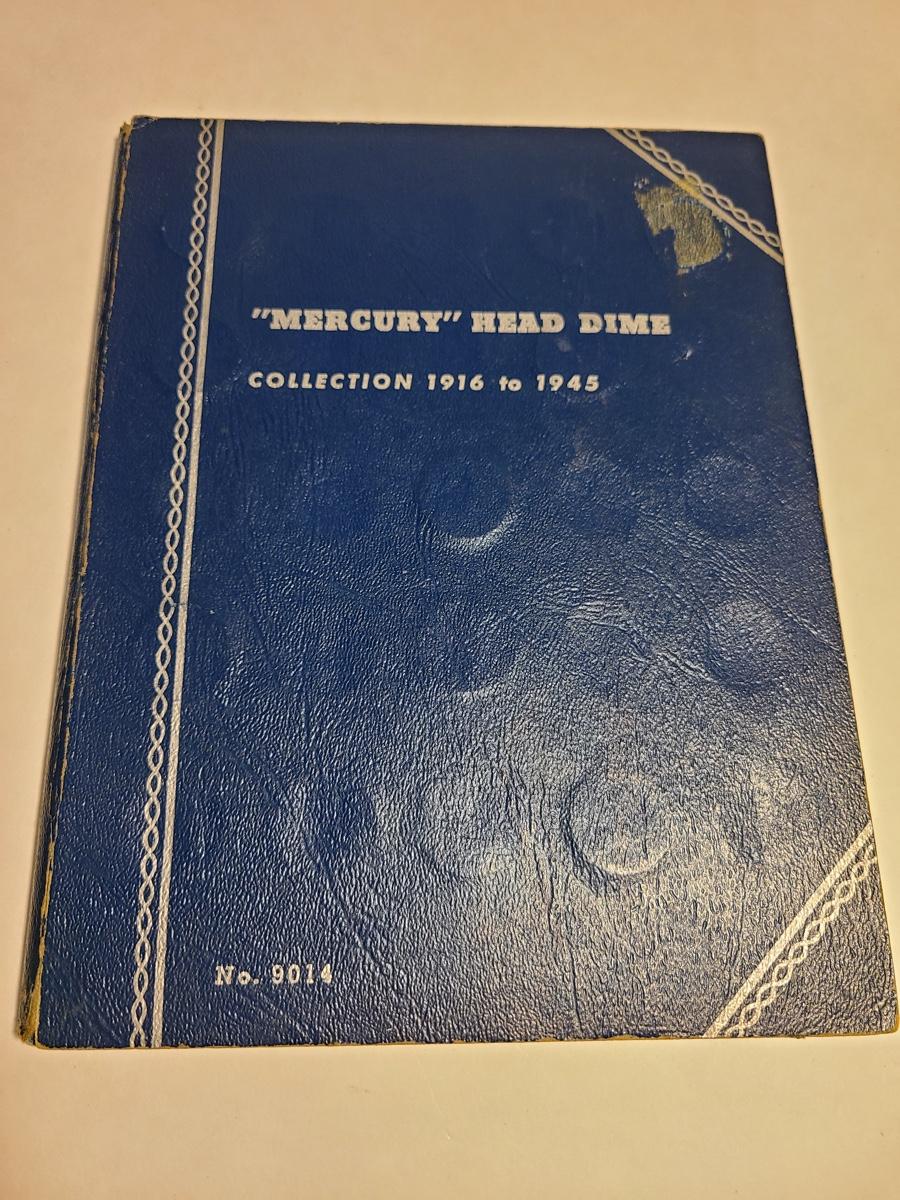 "MERCURY" HEAD DIME
COLLECTION 1916 to 1945
No. 9014